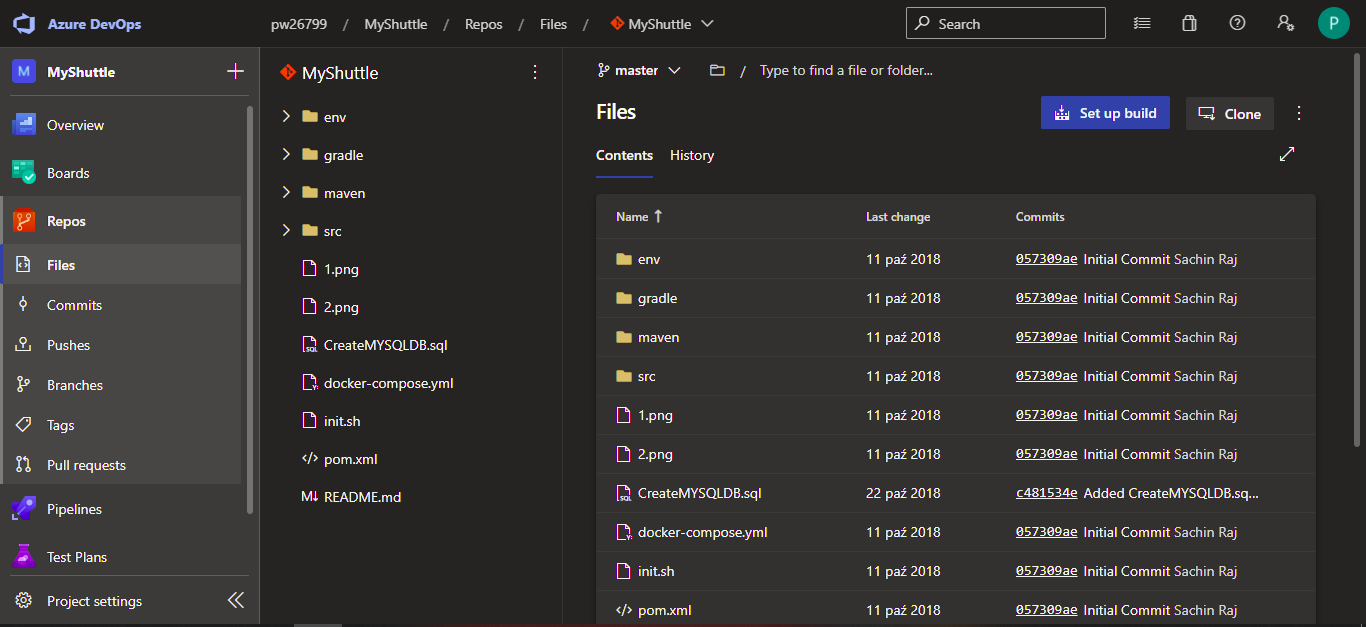 Azure DevOps
pw26799 / MyShuttle / Repos / Files / MyShuttle
Search
P
M MyShuttle
Overview
Boards
Repos
Files
Commits
Pushes
Branches
Tags
Pull requests
Pipelines
Test Plans
Project settings
MyShuttle
env
gradle
maven
src
1.png
2.png
CreateMYSQLDB.sql
docker-compose.yml
init.sh
pom.xml
README.md
master / Type to find a file or folder...
Files
Set up build
Clone
Contents History
Name Last change Commits
env 11 paź 2018 057309ae Initial Commit Sachin Raj
gradle 11 paź 2018 057309ae Initial Commit Sachin Raj
maven 11 paź 2018 057309ae Initial Commit Sachin Raj
src 11 paź 2018 057309ae Initial Commit Sachin Raj
1.png 11 paź 2018 057309ae Initial Commit Sachin Raj
2.png 11 paź 2018 057309ae Initial Commit Sachin Raj
CreateMYSQLDB.sql 22 paź 2018 c481534e Added CreateMYSQLDB.sq...
docker-compose.yml 11 paź 2018 057309ae Initial Commit Sachin Raj
init.sh 11 paź 2018 057309ae Initial Commit Sachin Raj
pom.xml 11 paź 2018 057309ae Initial Commit Sachin Raj